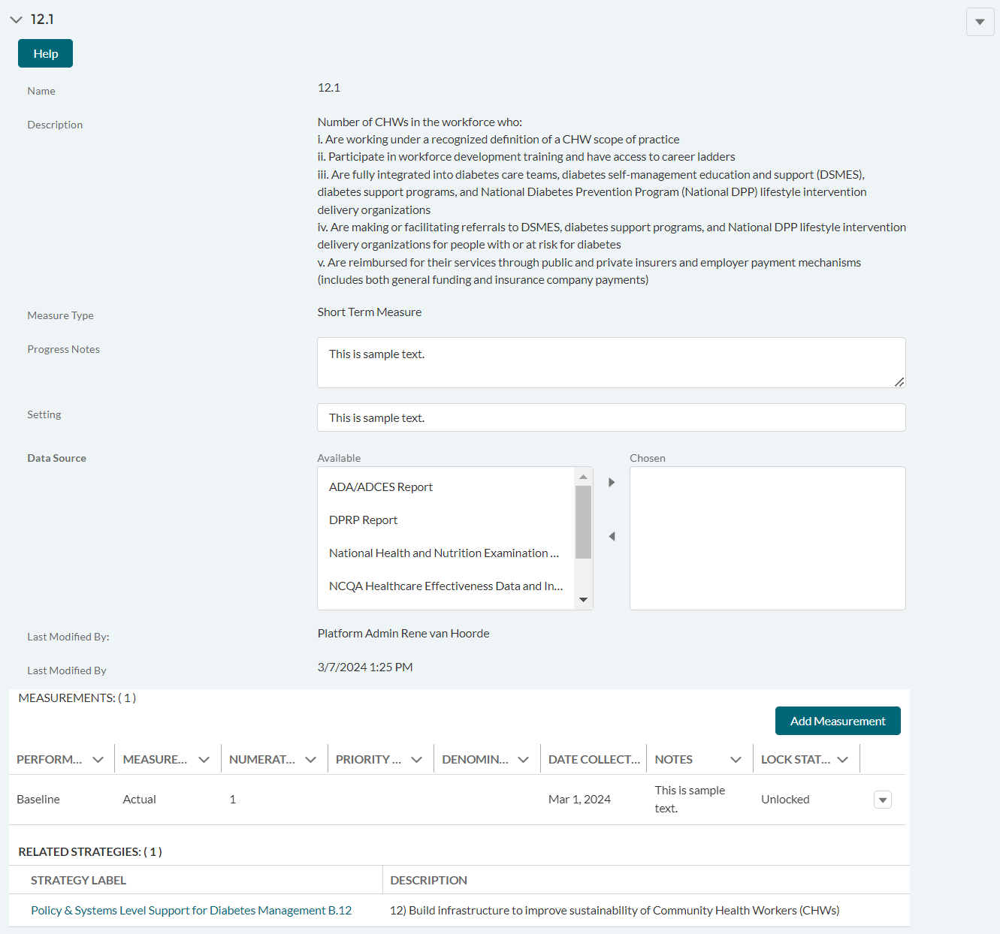 12.1
Help
Name
12.1
Description
Number of CHWs in the workforce who:
i. Are working under a recognized definition of a CHW scope of practice
ii. Participate in workforce development training and have access to career ladders
iii. Are fully integrated into diabetes care teams, diabetes self-management education and support (DSMES),
diabetes support programs, and National Diabetes Prevention Program (National DPP) lifestyle intervention
delivery organizations
iv. Are making or facilitating referrals to DSMES, diabetes support programs, and National DPP lifestyle intervention
delivery organizations for people with or at risk for diabetes
v. Are reimbursed for their services through public and private insurers and employer payment mechanisms
(includes both general funding and insurance company payments)
Measure Type
Short Term Measure
Progress Notes
This is sample text.
Setting
This is sample text.
Data Source
Available
Chosen
ADA/ADCES Report
DPRP Report
National Health and Nutrition Examination ...
NCQA Healthcare Effectiveness Data and In...
Last Modified By:
Platform Admin Rene van Hoorde
Last Modified By
3/7/2024 1:25 PM
MEASUREMENTS: ( 1 )
Add Measurement
PERFORM... MEASURE... NUMERAT... PRIORITY ... DENOMIN... DATE COLLECT... NOTES LOCK STAT...
Baseline Actual 1 Mar 1, 2024 This is sample Unlocked
text.
RELATED STRATEGIES: ( 1 )
STRATEGY LABEL DESCRIPTION
Policy & Systems Level Support for Diabetes Management B.12 12) Build infrastructure to improve sustainability of Community Health Workers (CHWs)